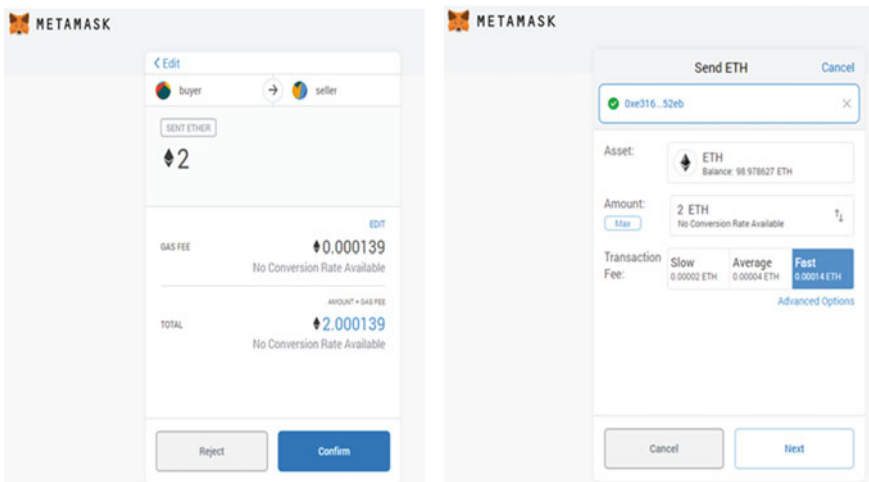 METAMASK
< Edit
buyer → seller
SENT ETHER
2
EDIT
GAS FEE 0.000139
No Conversion Rate Available
AMOUNT + GAS FEE
TOTAL 2.000139
No Conversion Rate Available
Reject Confirm
METAMASK
Send ETH Cancel
0xe316...52eb ×
Asset: ETH
Balance: 98.978627 ETH
Amount: 2 ETH
Max No Conversion Rate Available
Transaction Fee: Slow Average Fast
0.00002 ETH 0.00004 ETH 0.00014 ETH
Advanced Options
Cancel Next